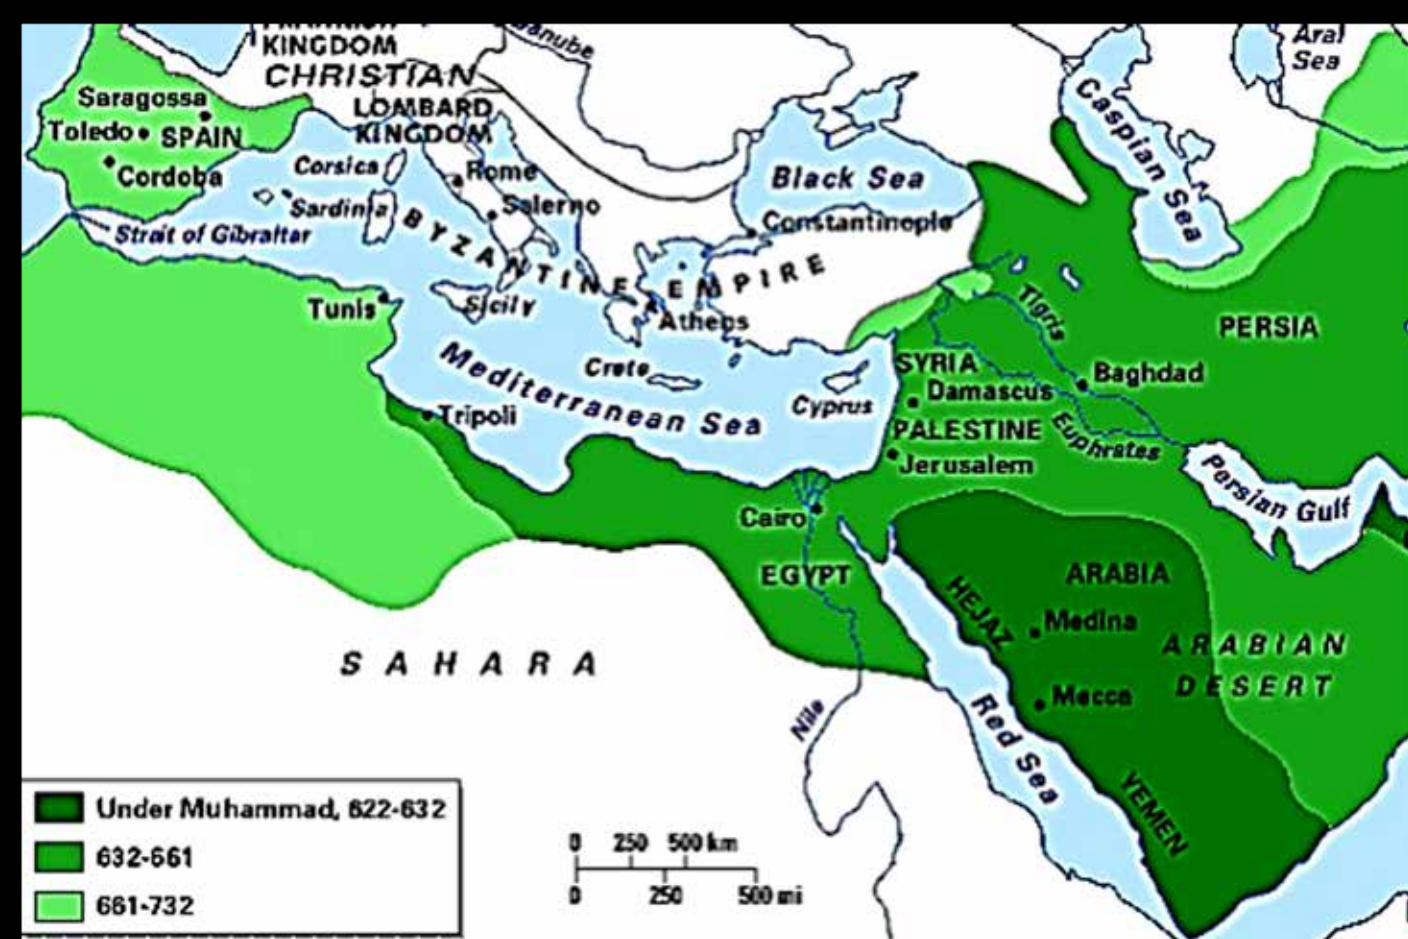 KINGDOM
CHRISTIAN
LOMBARD
KINGDOM
Danube
Aral
Sea
Caspian Sea
Saragossa
Toledo
SPAIN
Cordoba
Corsica
Rome
Black Sea
Sardinia
Salerno
Constantinople
Strait of Gibraltar
BYZANTINE EMPIRE
Tunis
Sicily
Athens
Tigris
PERSIA
Mediterranean Sea
Crete
Cyprus
SYRIA
Damascus
Baghdad
Tripoli
PALESTINE
Jerusalem
Euphrates
Persian Gulf
Cairo
EGYPT
ARABIA
HEJAZ
Medina
ARABIAN
DESERT
SAHARA
Mecca
Nile
Red Sea
YEMEN
Under Muhammad, 622-632
632-661
661-732
0 250 500 km
0 250 500 mi